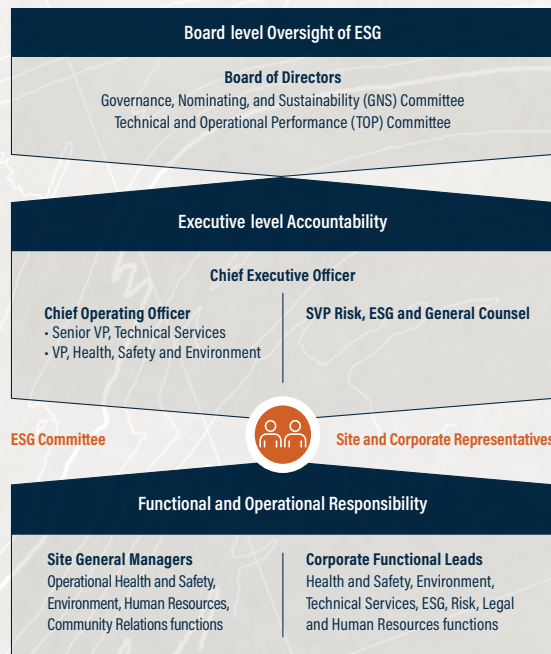 Board level Oversight of ESG
Board of Directors
Governance, Nominating, and Sustainability (GNS) Committee
Technical and Operational Performance (TOP) Committee
Executive level Accountability
Chief Executive Officer
Chief Operating Officer
- Senior VP, Technical Services
- VP, Health, Safety and Environment
SVP Risk, ESG and General Counsel
ESG Committee
Site and Corporate Representatives
Functional and Operational Responsibility
Site General Managers
Operational Health and Safety,
Environment, Human Resources,
Community Relations functions
Corporate Functional Leads
Health and Safety, Environment,
Technical Services, ESG, Risk, Legal
and Human Resources functions